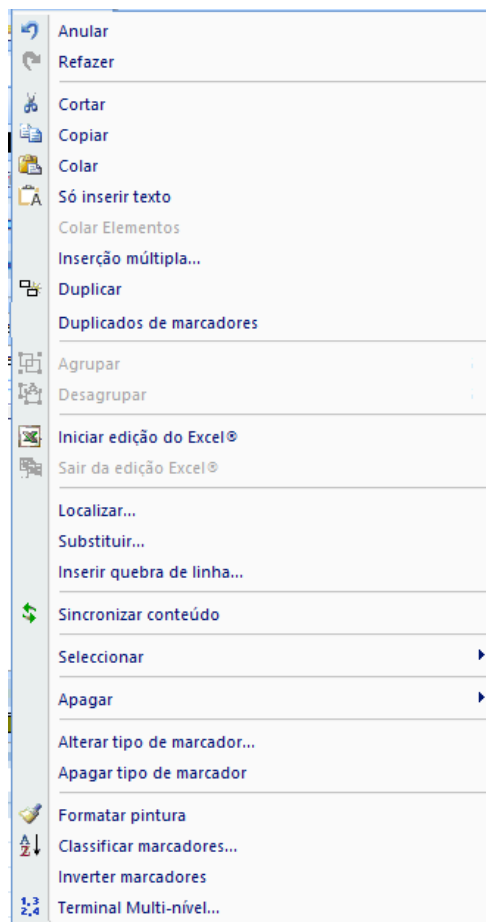 Anular
Refazer
Cortar
Copiar
Colar
Só inserir texto
Colar Elementos
Inserção múltipla...
Duplicar
Duplicados de marcadores
Agrupar
Desagrupar
Iniciar edição do Excel®
Sair da edição Excel®
Localizar...
Substituir...
Inserir quebra de linha...
Sincronizar conteúdo
Seleccionar
Apagar
Alterar tipo de marcador...
Apagar tipo de marcador
Formatar pintura
Classificar marcadores...
Inverter marcadores
Terminal Multi-nível...